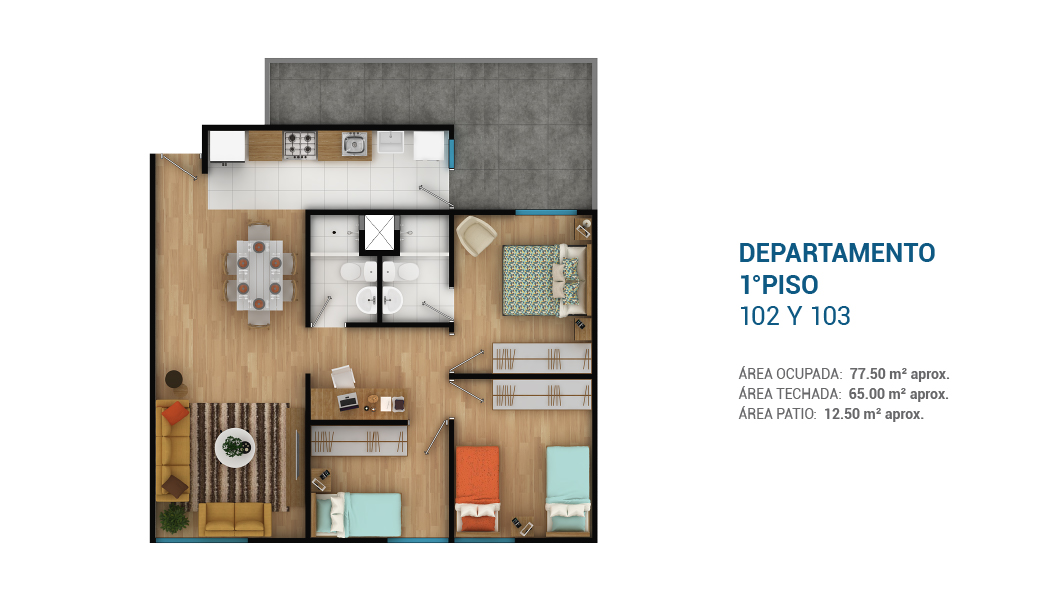 DEPARTAMENTO
1°PISO
102 Y 103
ÁREA OCUPADA: 77.50 m² aprox.
ÁREA TECHADA: 65.00 m² aprox.
ÁREA PATIO: 12.50 m² aprox.